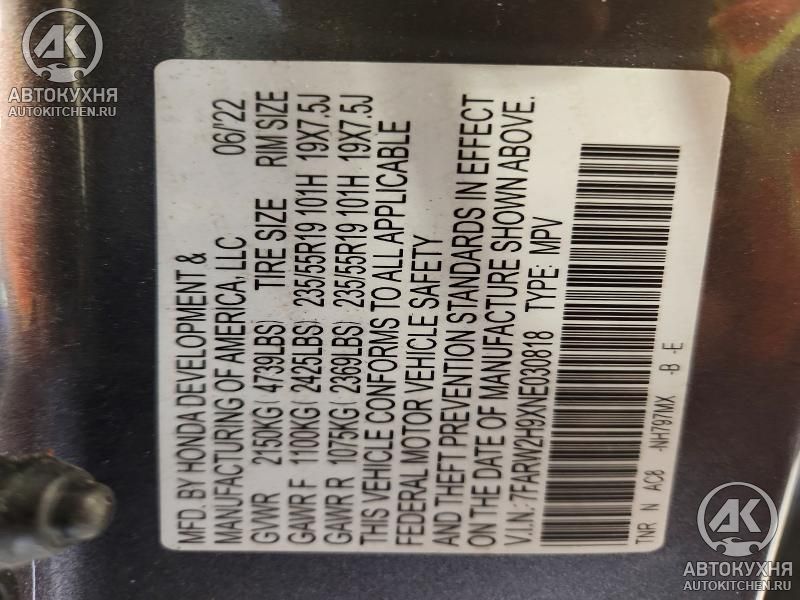 AK
АВТОКУХНЯ
AUTOKITCHEN.RU
MFD. BY HONDA DEVELOPMENT &
MANUFACTURING OF AMERICA, LLC 06/'22
GVWR 2150KG( 4739LBS) TIRE SIZE RIM SIZE
GAWR F 1100KG( 2425LBS) 235/55R19 101H 19X7.5J
GAWR R 1075KG( 2369LBS) 235/55R19 101H 19X7.5J
THIS VEHICLE CONFORMS TO ALL APPLICABLE
FEDERAL MOTOR VEHICLE SAFETY
AND THEFT PREVENTION STANDARDS IN EFFECT
ON THE DATE OF MANUFACTURE SHOWN ABOVE.
V.I.N.: 7FARW2H9XNE030818 TYPE: MPV
TNR N AC8 -NH797MX -B -E
AK
АВТОКУХНЯ
AUTOKITCHEN.RU